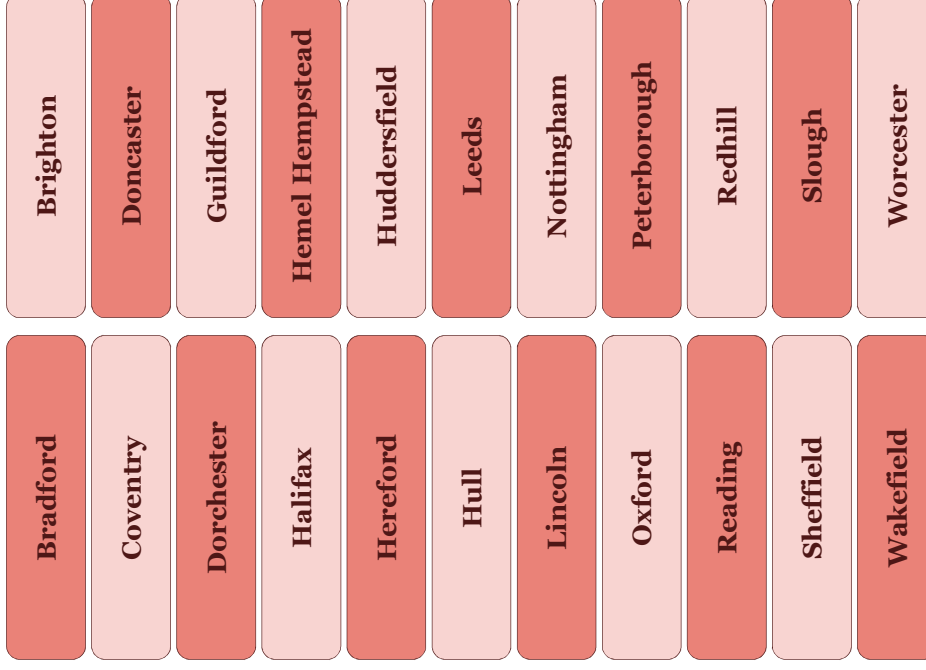 Bradford
Brighton
Coventry
Doncaster
Dorchester
Guildford
Halifax
Hemel Hempstead
Hereford
Huddersfield
Hull
Leeds
Lincoln
Nottingham
Oxford
Peterborough
Reading
Redhill
Sheffield
Slough
Wakefield
Worcester